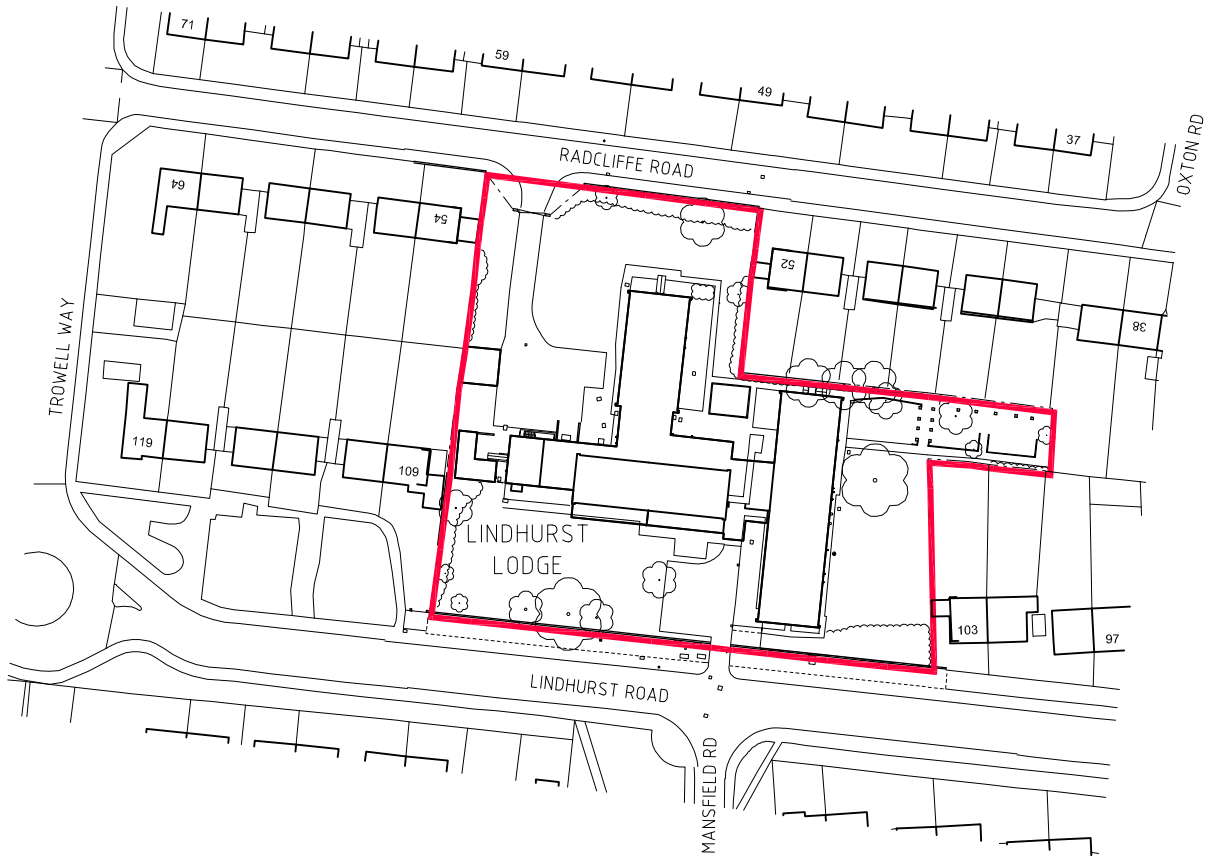 71
59
49
37
OXTON RD
RADCLIFFE ROAD
64
54
52
38
TROWELL WAY
119
109
LINDHURST
LODGE
103
97
LINDHURST ROAD
MANSFIELD RD